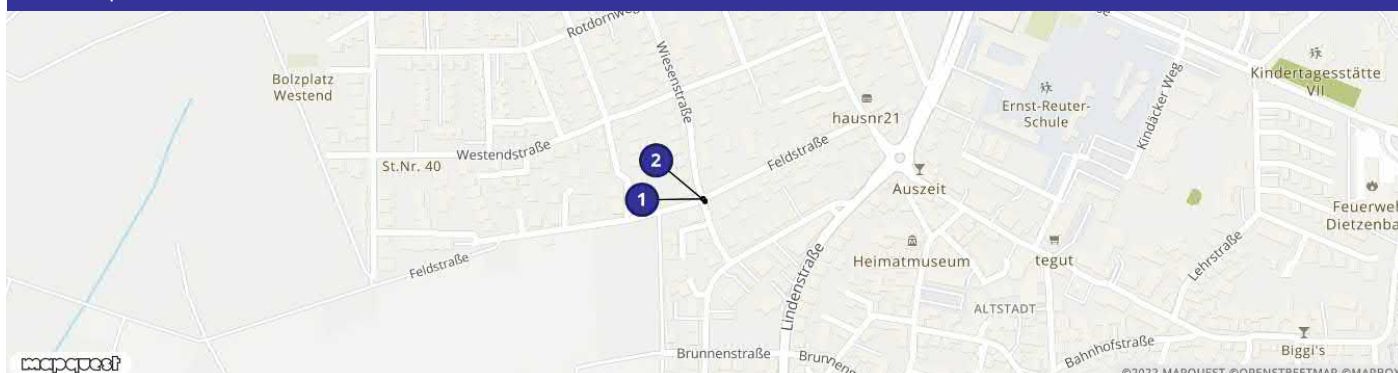 Rotdornweg
Wiesenstraße
Bolzplatz
Westend
Kindertagesstätte
VII
Kindäcker Weg
Ernst-Reuter-
Schule
hausnr21
Feldstraße
Westendstraße
St.Nr. 40
2
1
Auszeit
Feuerweh
Dietzenba
Lehrstraße
Heimatmuseum
tegut
Feldstraße
Lindenstraße
ALTSTADT
Bahnhofstraße
Biggi's
Brunnenstraße
Brunnen
mapquest
©2022 MAPQUEST ©OPENSTREETMAP ©MAPBOX